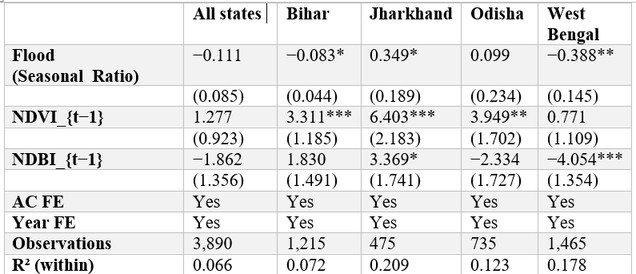 All states Bihar Jharkhand Odisha West Bengal
Flood (Seasonal Ratio) −0.111 −0.083* 0.349* 0.099 −0.388**
(0.085) (0.044) (0.189) (0.234) (0.145)
NDVI_{t−1} 1.277 3.311*** 6.403*** 3.949** 0.771
(0.923) (1.185) (2.183) (1.702) (1.109)
NDBI_{t−1} −1.862 1.830 3.369* −2.334 −4.054***
(1.356) (1.491) (1.741) (1.727) (1.354)
AC FE Yes Yes Yes Yes Yes
Year FE Yes Yes Yes Yes Yes
Observations 3,890 1,215 475 735 1,465
R² (within) 0.066 0.072 0.209 0.123 0.178